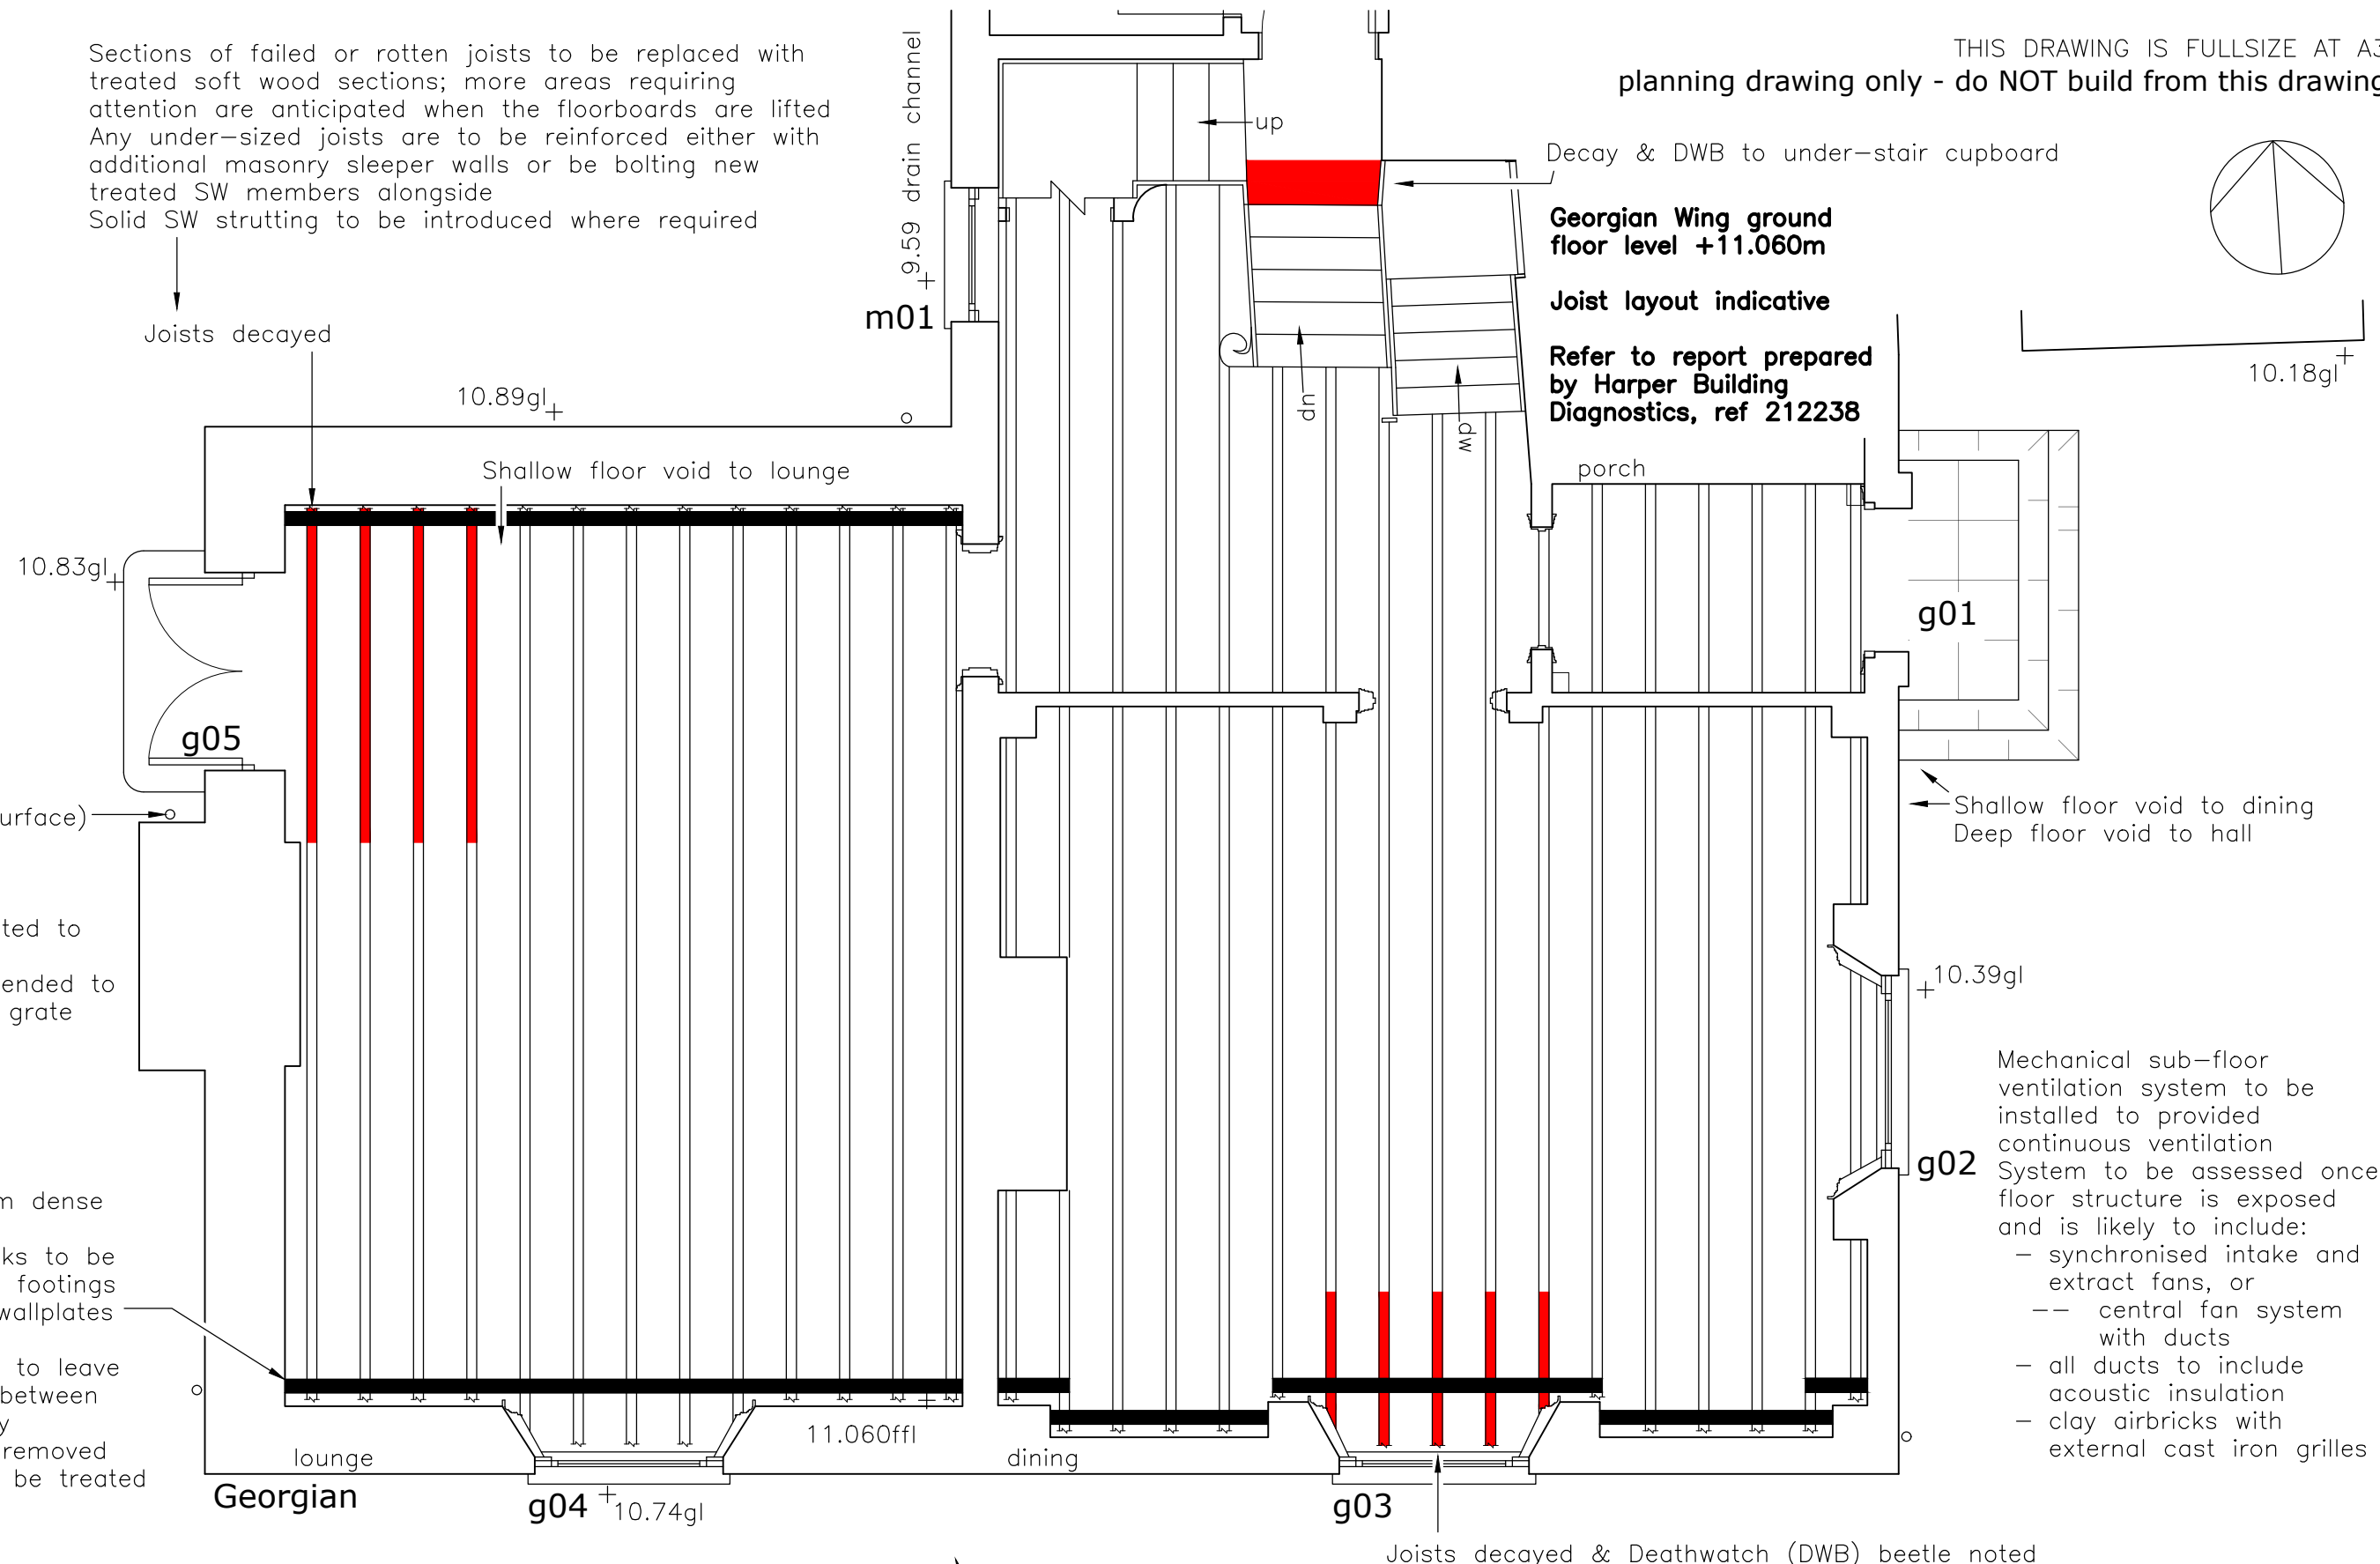 Sections of failed or rotten joists to be replaced with
treated soft wood sections; more areas requiring
attention are anticipated when the floorboards are lifted
Any under-sized joists are to be reinforced either with
additional masonry sleeper walls or be bolting new
treated SW members alongside
Solid SW strutting to be introduced where required
Joists decayed
9.59 drain channel
THIS DRAWING IS FULLSIZE AT A3
planning drawing only - do NOT build from this drawing
up
Decay & DWB to under-stair cupboard
Georgian Wing ground
floor level +11.060m
Joist layout indicative
Refer to report prepared
by Harper Building
Diagnostics, ref 212238
m01
10.18gl
10.89gl
up
dw
Shallow floor void to lounge
porch
10.83gl
g01
g05
urface)
Shallow floor void to dining
Deep floor void to hall
ted to
ended to
grate
10.39gl
g02
Mechanical sub-floor
ventilation system to be
installed to provided
continuous ventilation
System to be assessed once
floor structure is exposed
and is likely to include:
- synchronised intake and
extract fans, or
-- central fan system
with ducts
- all ducts to include
acoustic insulation
- clay airbricks with
external cast iron grilles
m dense
ks to be
footings
wallplates
to leave
between
y
removed
be treated
11.060ffl
lounge
dining
Georgian
g04
10.74gl
g03
Joists decayed & Deathwatch (DWB) beetle noted